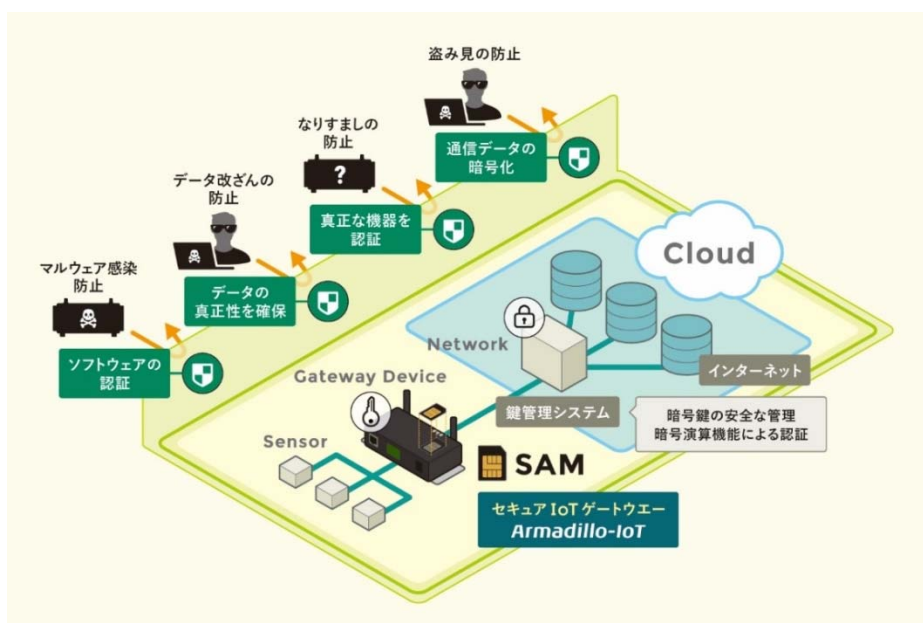 盗み見の防止
通信データの
暗号化
なりすましの
防止
?
真正な機器を
認証
データ改ざんの
防止
データの
真正性を確保
マルウェア感染
防止
ソフトウェアの
認証
Cloud
Network
インターネット
Gateway Device
鍵管理システム
暗号鍵の安全な管理
暗号演算機能による認証
Sensor
SAM
セキュア IoT ゲートウエー
Armadillo-IoT